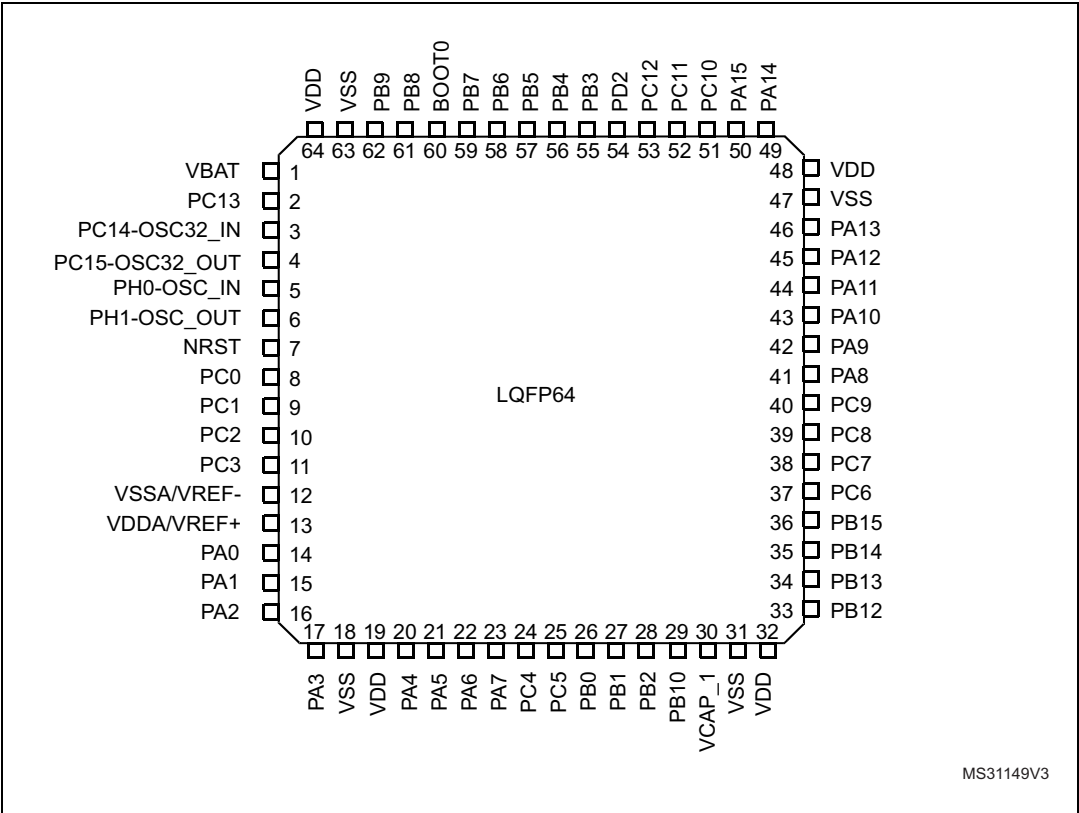 VDD
VSS
PB9
PB8
BOOT0
PB7
PB6
PB5
PB4
PB3
PD2
PC12
PC11
PC10
PA15
PA14
64 63 62 61 60 59 58 57 56 55 54 53 52 51 50 49
VBAT 1
PC13 2
PC14-OSC32_IN 3
PC15-OSC32_OUT 4
PH0-OSC_IN 5
PH1-OSC_OUT 6
NRST 7
PC0 8
PC1 9
PC2 10
PC3 11
VSSA/VREF- 12
VDDA/VREF+ 13
PA0 14
PA1 15
PA2 16
LQFP64
48 VDD
47 VSS
46 PA13
45 PA12
44 PA11
43 PA10
42 PA9
41 PA8
40 PC9
39 PC8
38 PC7
37 PC6
36 PB15
35 PB14
34 PB13
33 PB12
17 18 19 20 21 22 23 24 25 26 27 28 29 30 31 32
PA3
VSS
VDD
PA4
PA5
PA6
PA7
PC4
PC5
PB0
PB1
PB2
PB10
VCAP_1
VSS
VDD
MS31149V3